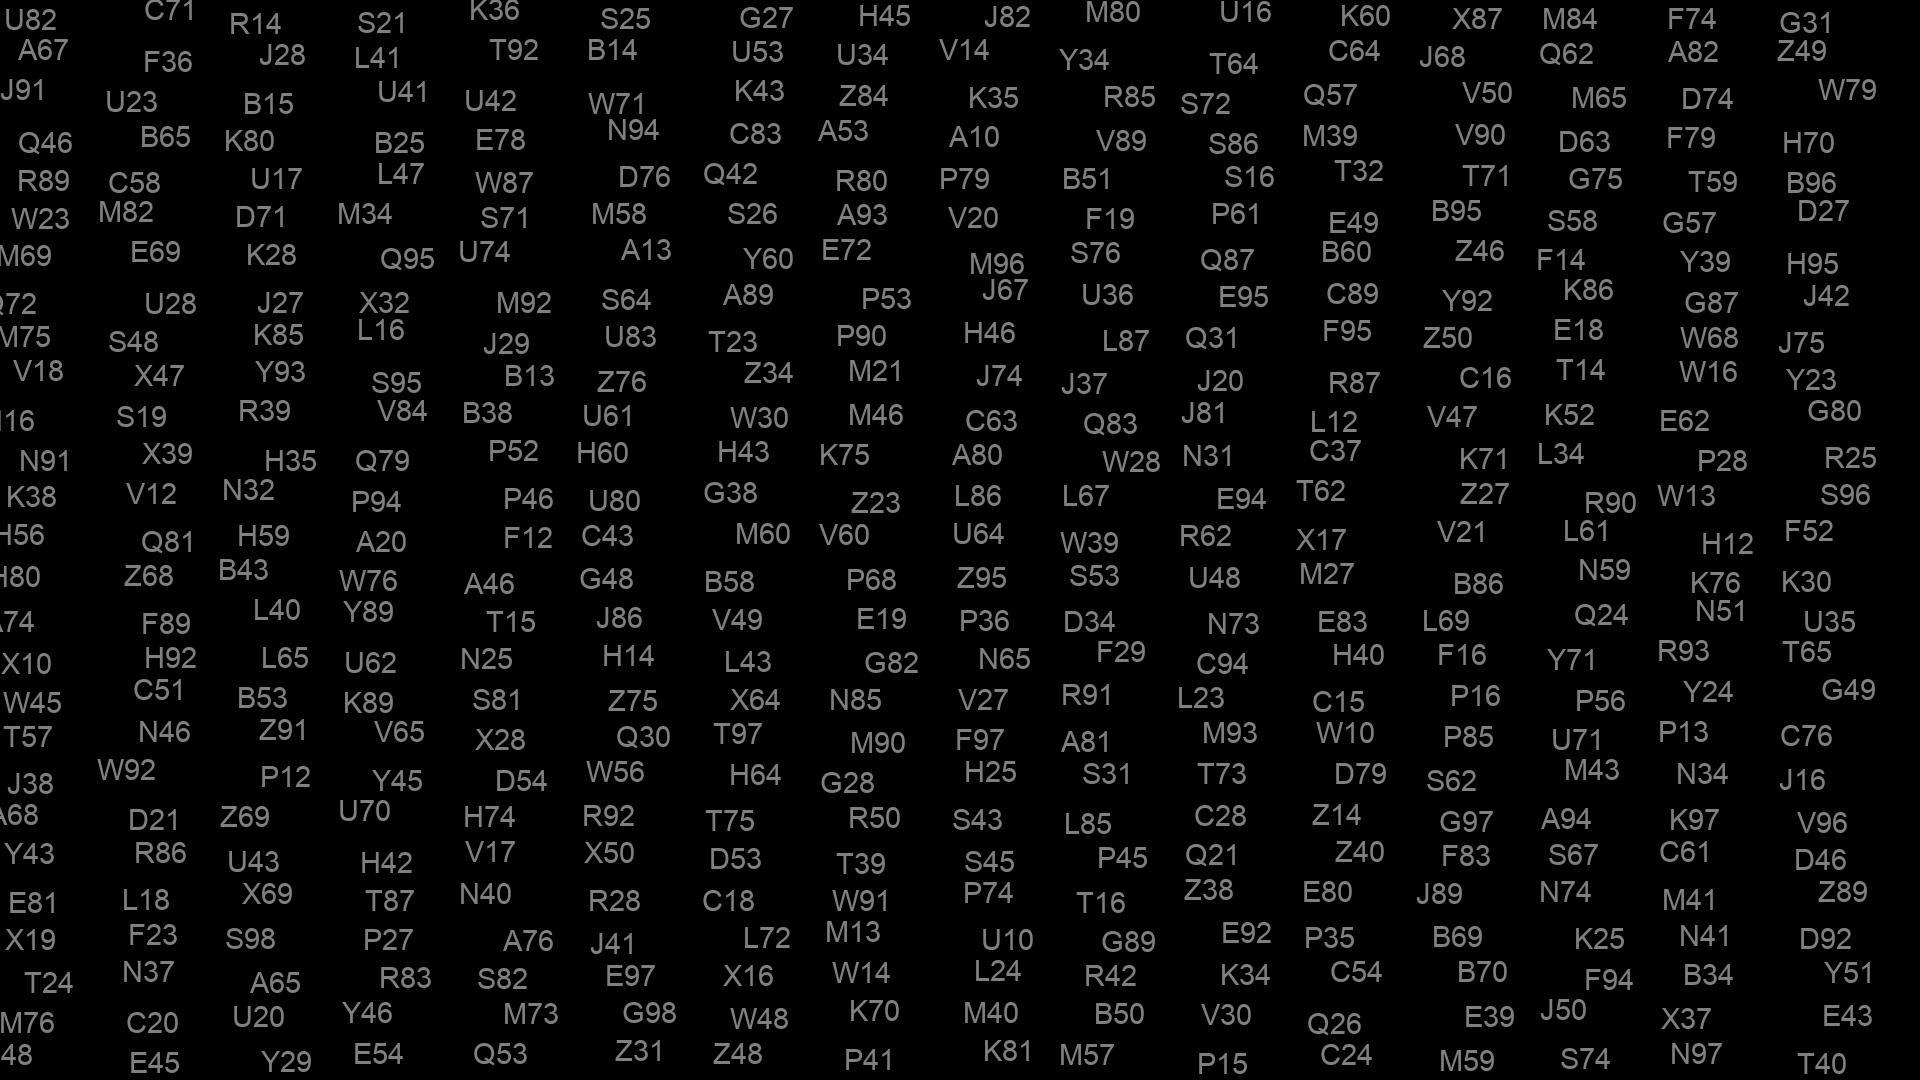 U82 C71 R14 S21 K36 S25 G27 H45 J82 M80 U16 K60 X87 M84 F74 G31
A67 F36 J28 L41 T92 B14 U53 U34 V14 Y34 T64 C64 J68 Q62 A82 Z49
J91 U23 B15 U41 U42 W71 K43 Z84 K35 R85 S72 Q57 V50 M65 D74 W79
Q46 B65 K80 B25 E78 N94 C83 A53 A10 V89 S86 M39 V90 D63 F79 H70
R89 C58 U17 L47 W87 D76 Q42 R80 P79 B51 S16 T32 T71 G75 T59 B96
W23 M82 D71 M34 S71 M58 S26 A93 V20 F19 P61 E49 B95 S58 G57 D27
M69 E69 K28 Q95 U74 A13 Y60 E72 M96 S76 Q87 B60 Z46 F14 Y39 H95
Q72 U28 J27 X32 M92 S64 A89 P53 J67 U36 E95 C89 Y92 K86 G87 J42
M75 S48 K85 L16 J29 U83 T23 P90 H46 L87 Q31 F95 Z50 E18 W68 J75
V18 X47 Y93 S95 B13 Z76 Z34 M21 J74 J37 J20 R87 C16 T14 W16 Y23
S19 R39 V84 B38 U61 W30 M46 C63 Q83 J81 L12 V47 K52 E62 G80
N91 X39 H35 Q79 P52 H60 H43 K75 A80 W28 N31 C37 K71 L34 P28 R25
K38 V12 N32 P94 P46 U80 G38 Z23 L86 L67 E94 T62 Z27 R90 W13 S96
H56 Q81 H59 A20 F12 C43 M60 V60 U64 W39 R62 X17 V21 L61 H12 F52
H80 Z68 B43 W76 A46 G48 B58 P68 Z95 S53 U48 M27 B86 N59 K76 K30
A74 F89 L40 Y89 T15 J86 V49 E19 P36 D34 N73 E83 L69 Q24 N51 U35
X10 H92 L65 U62 N25 H14 L43 G82 N65 F29 C94 H40 F16 Y71 R93 T65
W45 C51 B53 K89 S81 Z75 X64 N85 V27 R91 L23 C15 P16 P56 Y24 G49
T57 N46 Z91 V65 X28 Q30 T97 M90 F97 A81 M93 W10 P85 U71 P13 C76
J38 W92 P12 Y45 D54 W56 H64 G28 H25 S31 T73 D79 S62 M43 N34 J16
A68 D21 Z69 U70 H74 R92 T75 R50 S43 L85 C28 Z14 G97 A94 K97 V96
Y43 R86 U43 H42 V17 X50 D53 T39 S45 P45 Q21 Z40 F83 S67 C61 D46
E81 L18 X69 T87 N40 R28 C18 W91 P74 T16 Z38 E80 J89 N74 M41 Z89
X19 F23 S98 P27 A76 J41 L72 M13 U10 G89 E92 P35 B69 K25 N41 D92
T24 N37 A65 R83 S82 E97 X16 W14 L24 R42 K34 C54 B70 F94 B34 Y51
M76 C20 U20 Y46 M73 G98 W48 K70 M40 B50 V30 Q26 E39 J50 X37 E43
48 E45 Y29 E54 Q53 Z31 Z48 P41 K81 M57 P15 C24 M59 S74 N97 T40